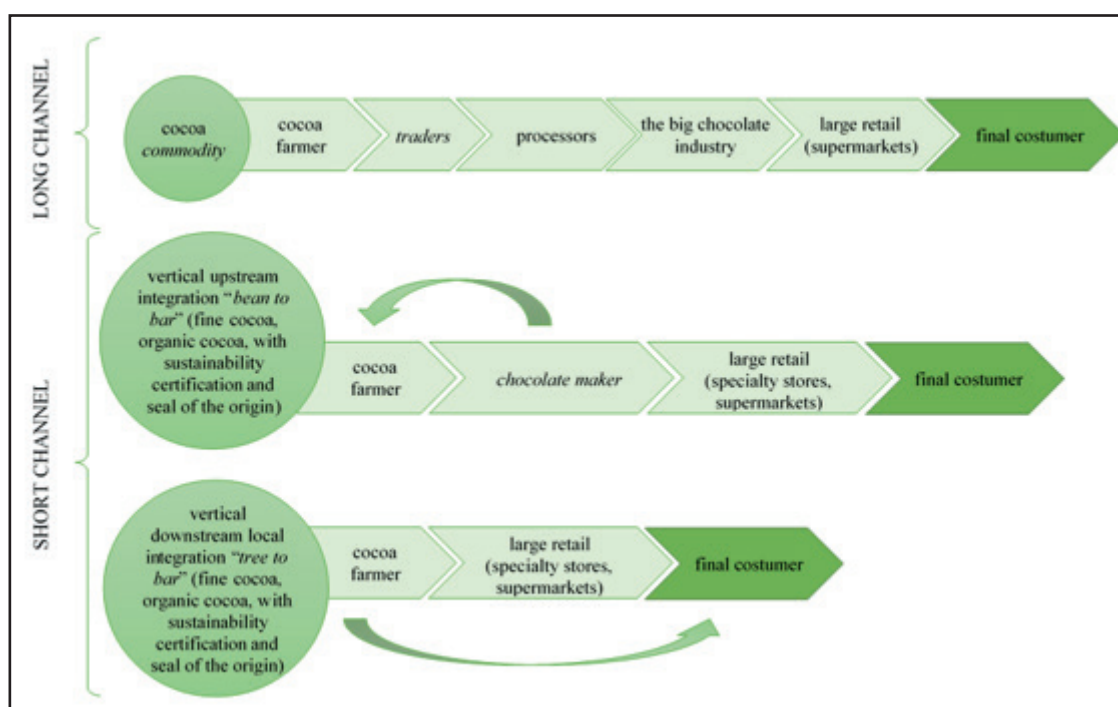 LONG CHANNEL
cocoa
commodity
cocoa
farmer
traders
processors
the big chocolate
industry
large retail
(supermarkets)
final costumer
SHORT CHANNEL
vertical upstream
integration “bean to
bar” (fine cocoa,
organic cocoa, with
sustainability
certification and
seal of the origin)
cocoa
farmer
chocolate maker
large retail
(specialty stores,
supermarkets)
final costumer
vertical
downstream local
integration “tree to
bar” (fine cocoa,
organic cocoa, with
sustainability
certification and
seal of the origin)
cocoa
farmer
large retail
(specialty stores,
supermarkets)
final costumer